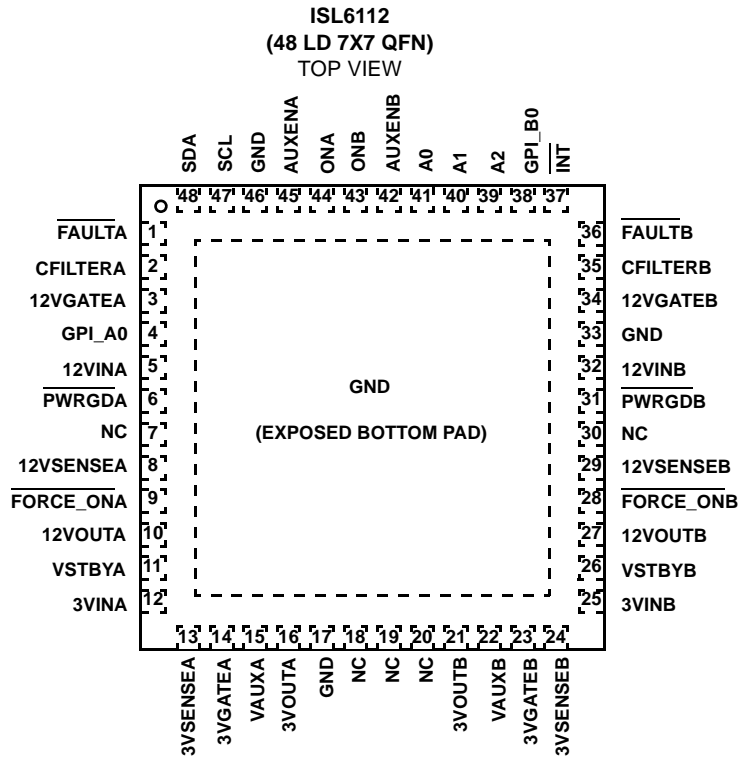 ISL6112
(48 LD 7X7 QFN)
TOP VIEW
SDA
SCL
GND
AUXENA
ONA
ONB
AUXENB
A0
A1
A2
GPI_B0
INT
48 47 46 45 44 43 42 41 40 39 38 37
FAULTA 1
CFILTERA 2
12VGATEA 3
GPI_A0 4
12VINA 5
PWRGDA 6
NC 7
12VSENSEA 8
FORCE_ONA 9
12VOUTA 10
VSTBYA 11
3VINA 12
GND
(EXPOSED BOTTOM PAD)
36 FAULTB
35 CFILTERB
34 12VGATEB
33 GND
32 12VINB
31 PWRGDB
30 NC
29 12VSENSEB
28 FORCE_ONB
27 12VOUTB
26 VSTBYB
25 3VINB
13 14 15 16 17 18 19 20 21 22 23 24
3VSENSEA
3VGATEA
VAUXA
3VOUTA
GND
NC
NC
NC
3VOUTB
VAUXB
3VGATEB
3VSENSEB